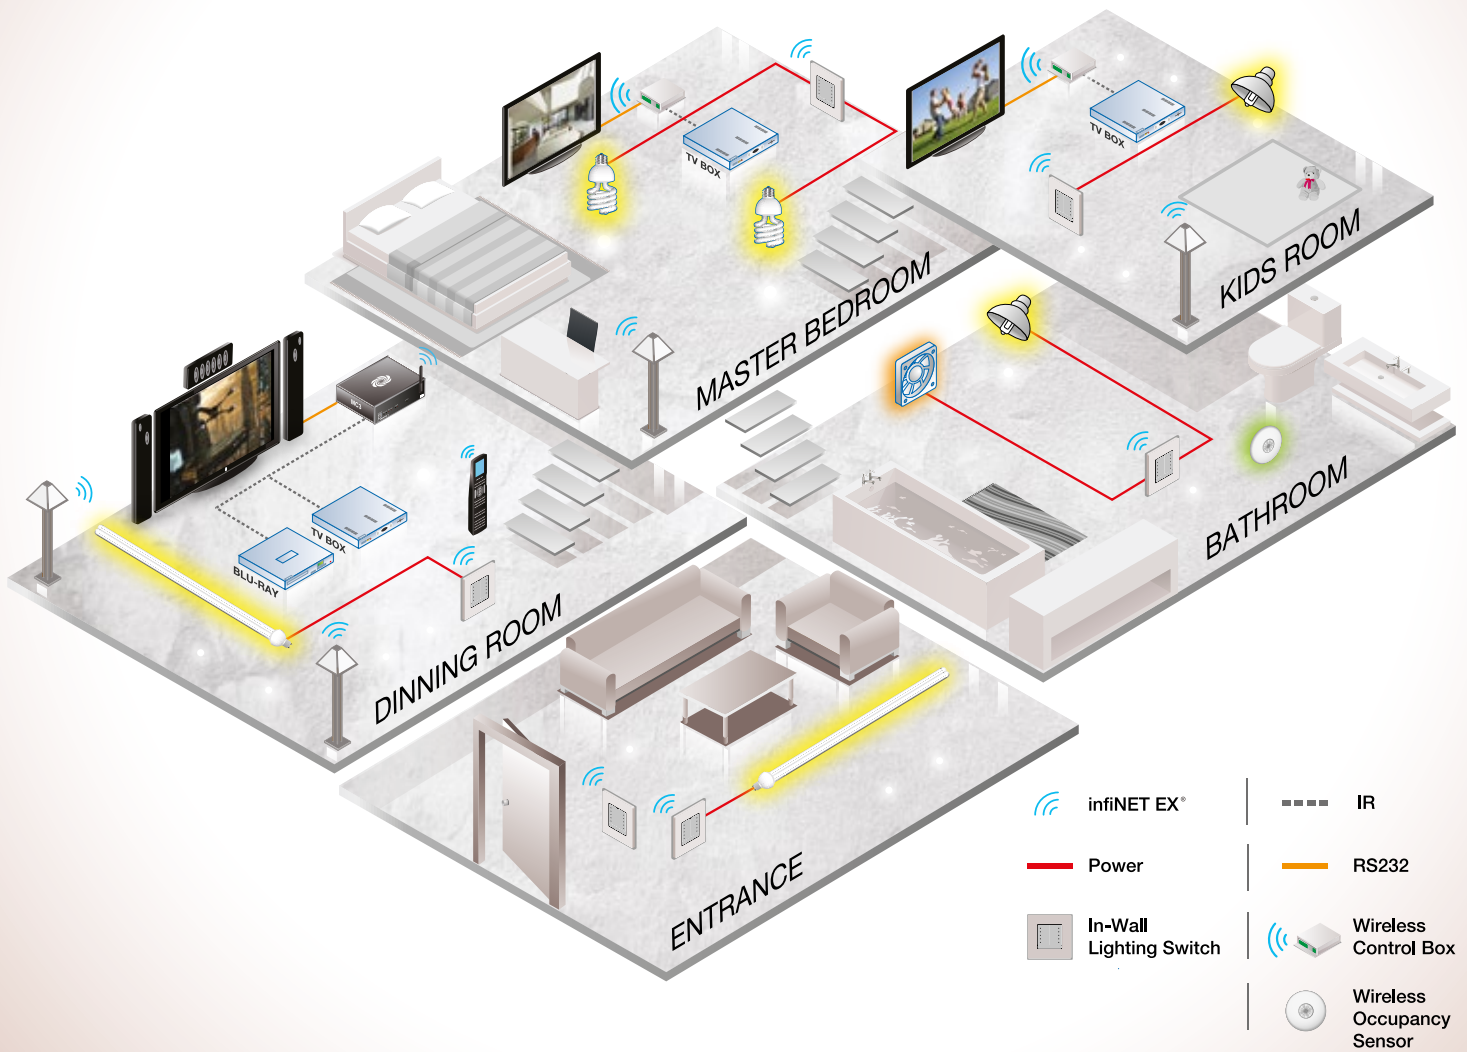 TV BOX
TV BOX
KIDS ROOM
MASTER BEDROOM
MC3
TV BOX
BLU-RAY
BATHROOM
DINNING ROOM
ENTRANCE
infiNET EX®
IR
Power
RS232
In-Wall
Lighting Switch
Wireless
Control Box
Wireless
Occupancy
Sensor